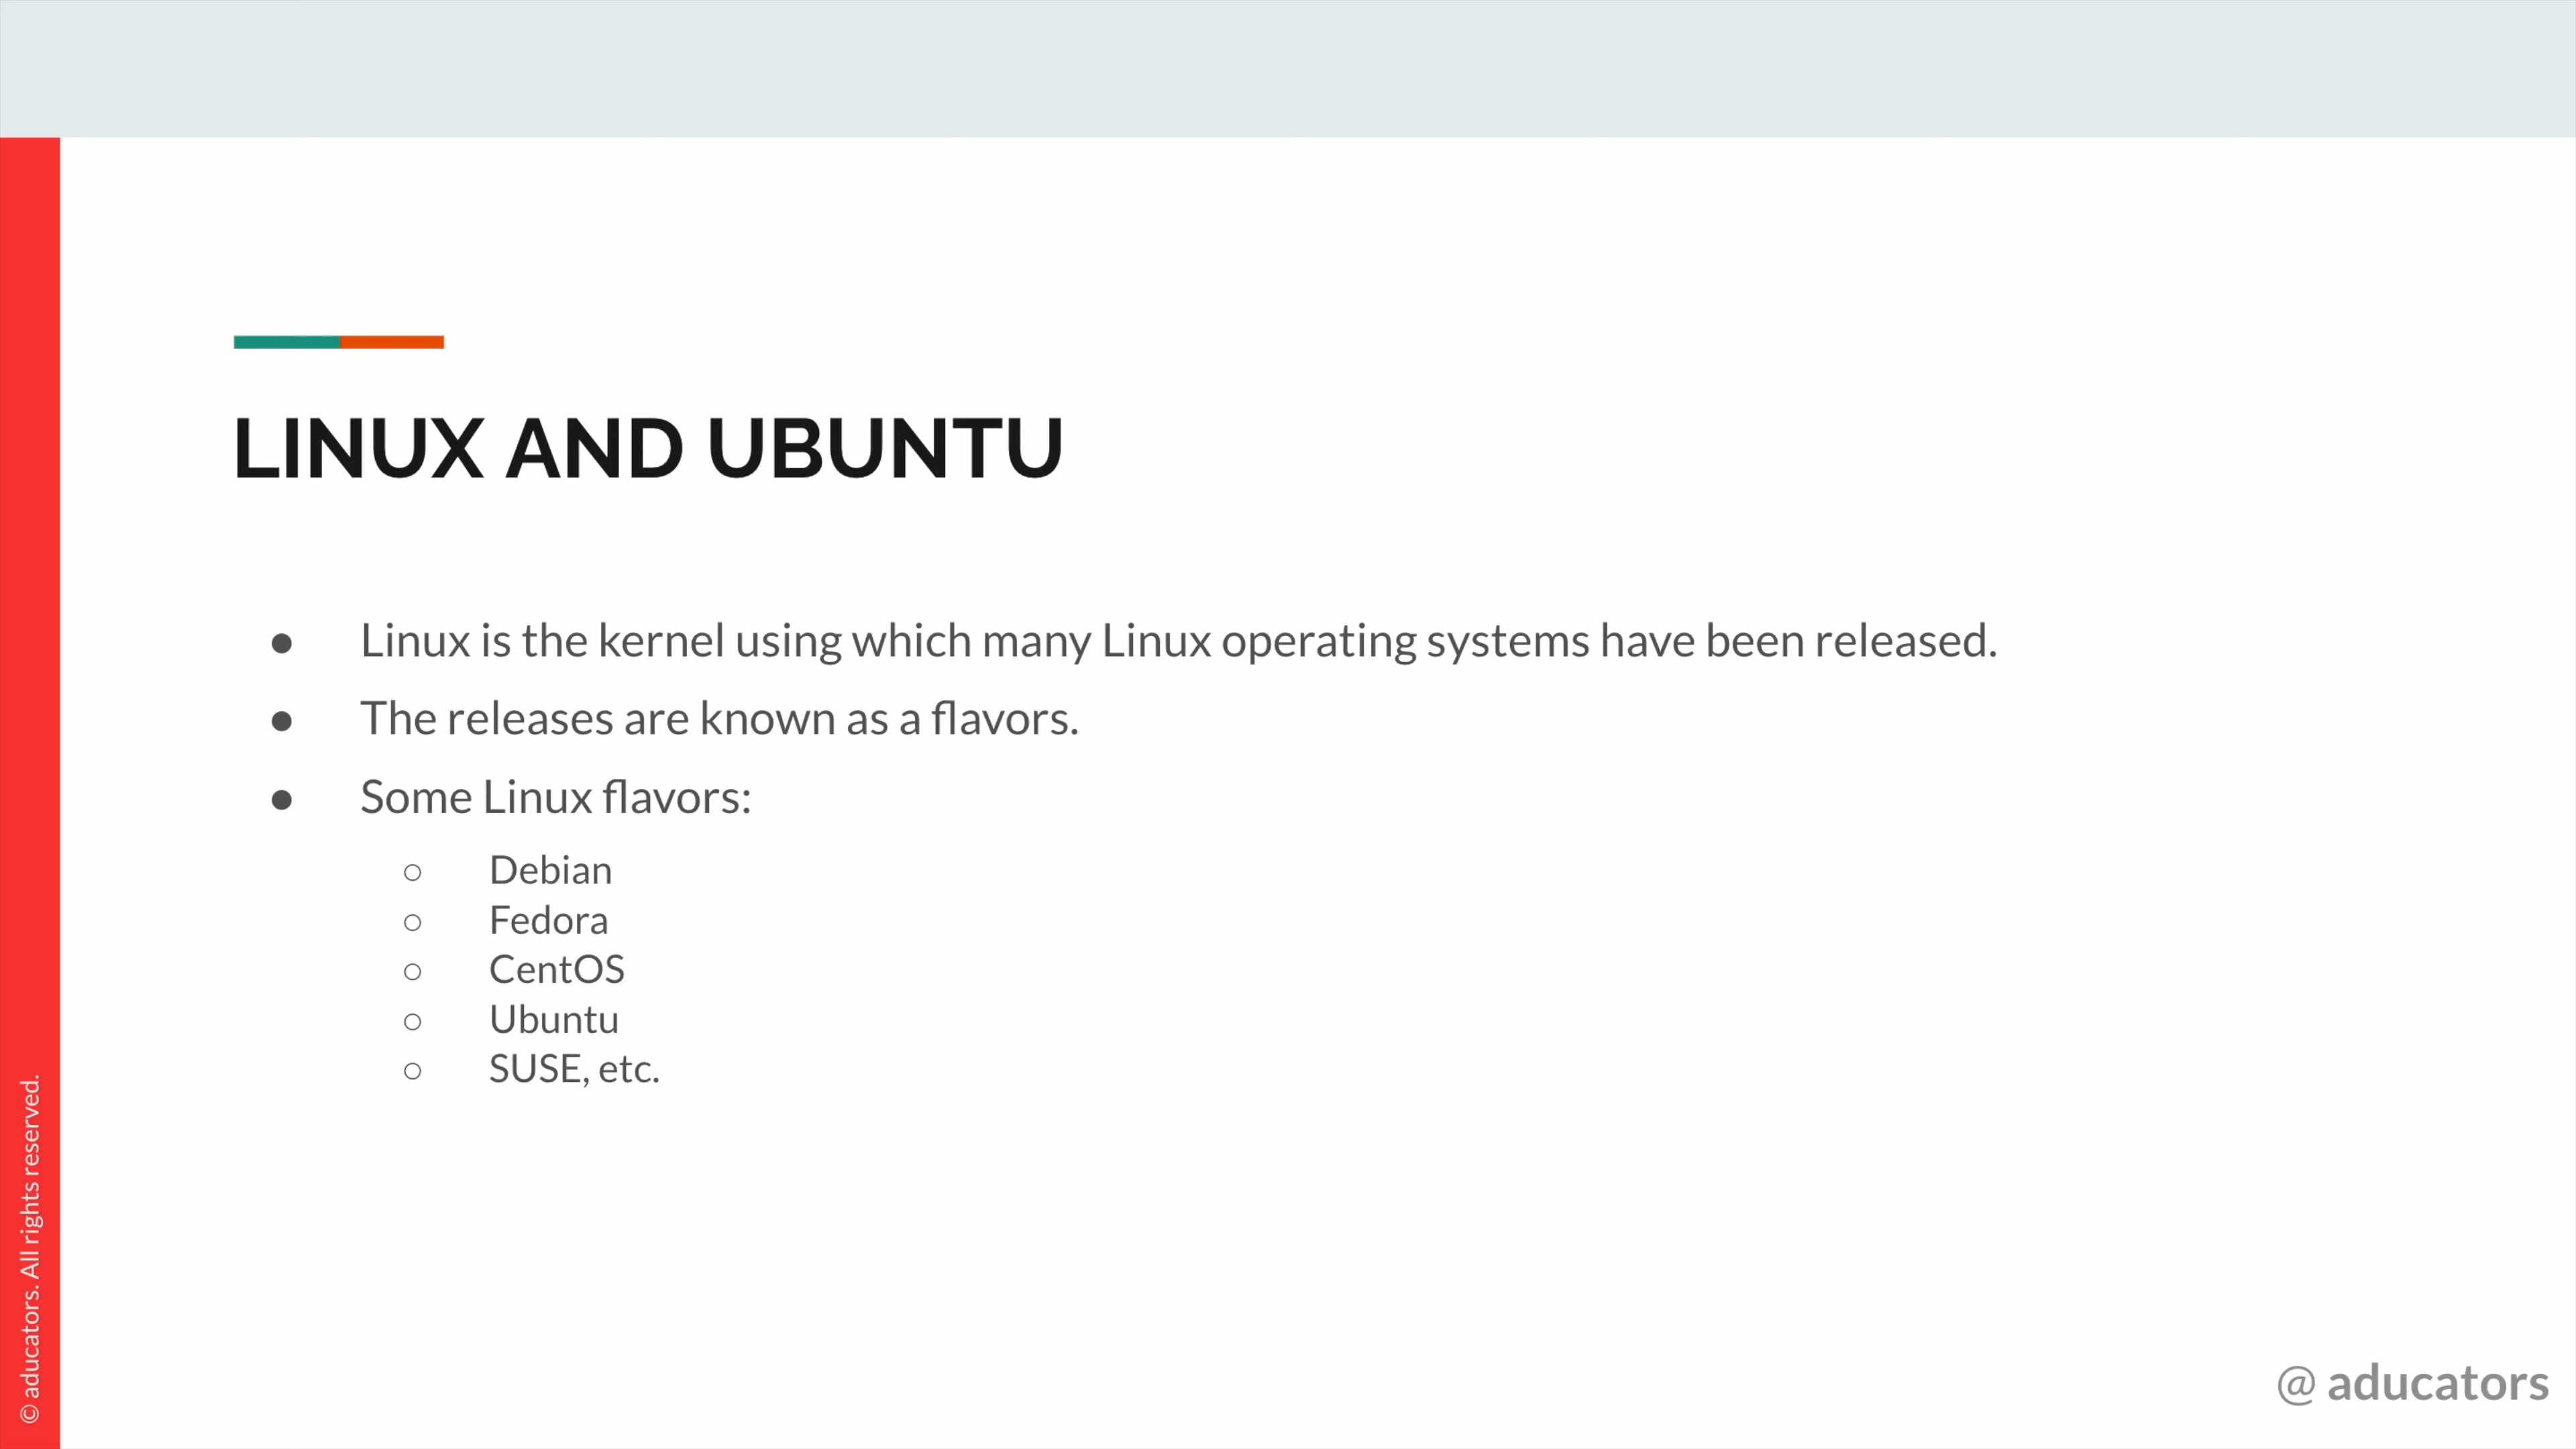 LINUX AND UBUNTU
● Linux is the kernel using which many Linux operating systems have been released.
● The releases are known as a flavors.
● Some Linux flavors:
○ Debian
○ Fedora
○ CentOS
○ Ubuntu
○ SUSE, etc.
© aducators. All rights reserved.
@ aducators